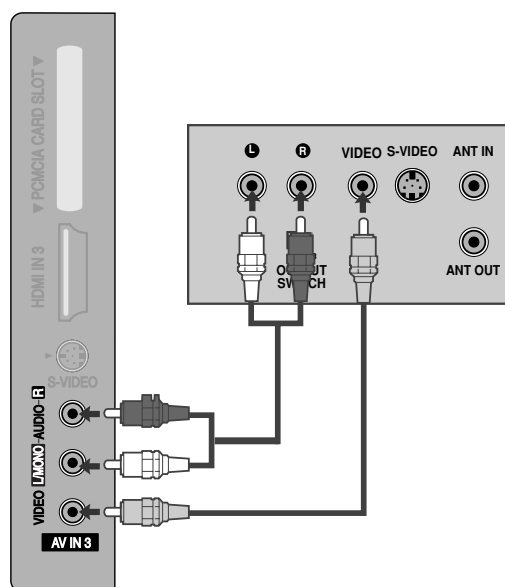 ▼ PCMCIA CARD SLOT ▼
HDMI IN 3
S-VIDEO
VIDEO L/MONO-AUDIO-R
AV IN 3
L
R
VIDEO
S-VIDEO
ANT IN
ANT OUT
SWITCH